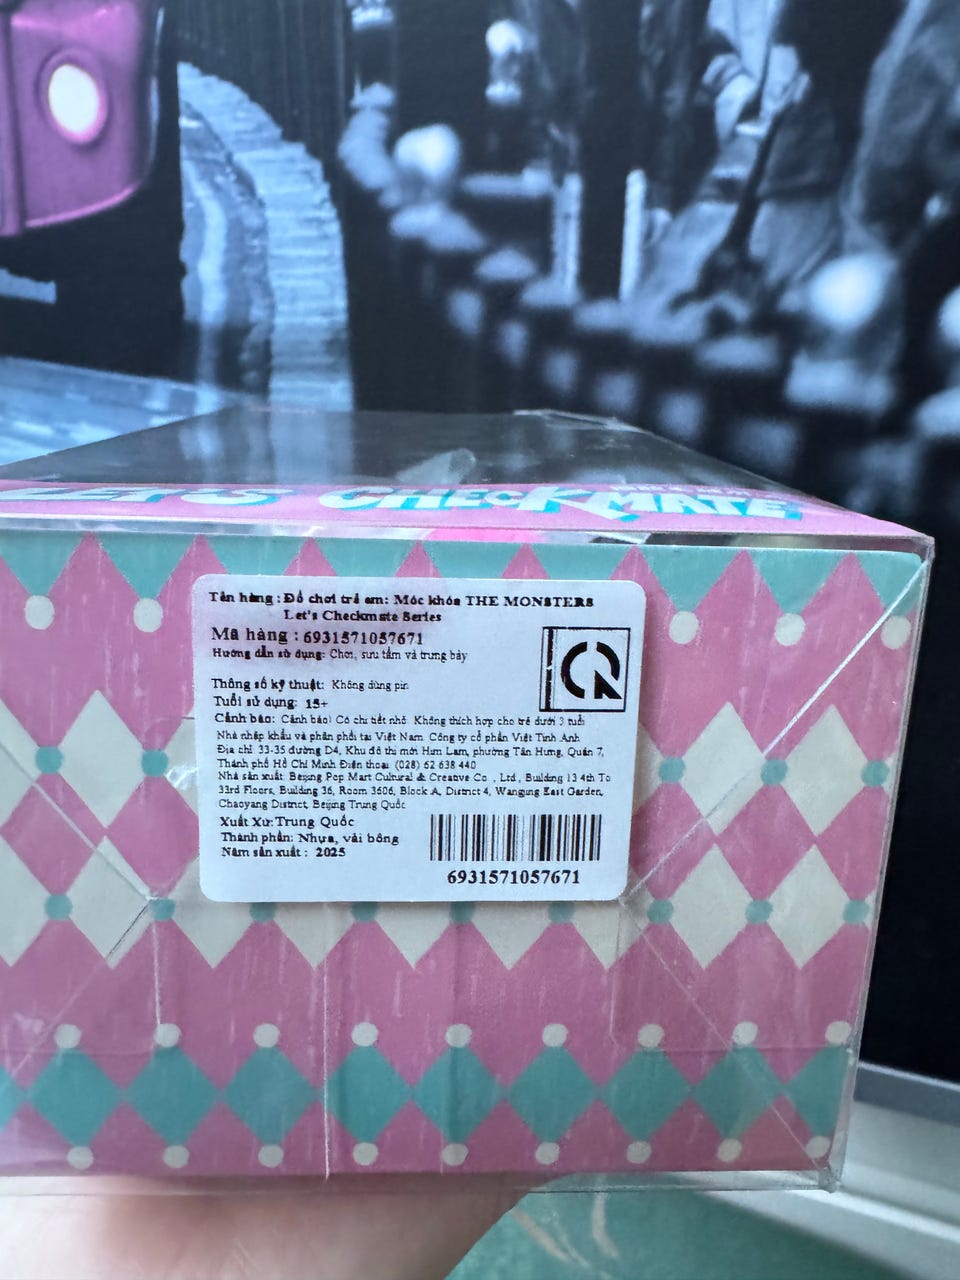 LET'S CHECKMATE
Tên hàng : Đồ chơi trẻ em: Móc khóa THE MONSTERS
Let's Checkmate Series
Mã hàng : 6931571057671
Hướng dẫn sử dụng: Chơi, sưu tầm và trưng bày
Thông số kỹ thuật: Không dùng pin
Tuổi sử dụng: 15+
Cảnh báo: Cảnh báo! Có chi tiết nhỏ. Không thích hợp cho trẻ dưới 3 tuổi
Nhà nhập khẩu và phân phối tại Việt Nam. Công ty cổ phần Việt Tinh Anh
Địa chỉ 33-35 đường D4, Khu đô thị mới Him Lam, phường Tân Hưng, Quận 7,
Thành phố Hồ Chí Minh Điện thoại (028) 62 638 440
Nhà sản xuất: Beijing Pop Mart Cultural & Creative Co ., Ltd., Building 13 4th To
33rd Floors, Building 36, Room 3606, Block A, District 4, Wangjing East Garden,
Chaoyang District, Beijing Trung Quốc
Xuất Xứ: Trung Quốc
Thành phần: Nhựa, vải bông
Năm sản xuất : 2025
6931571057671